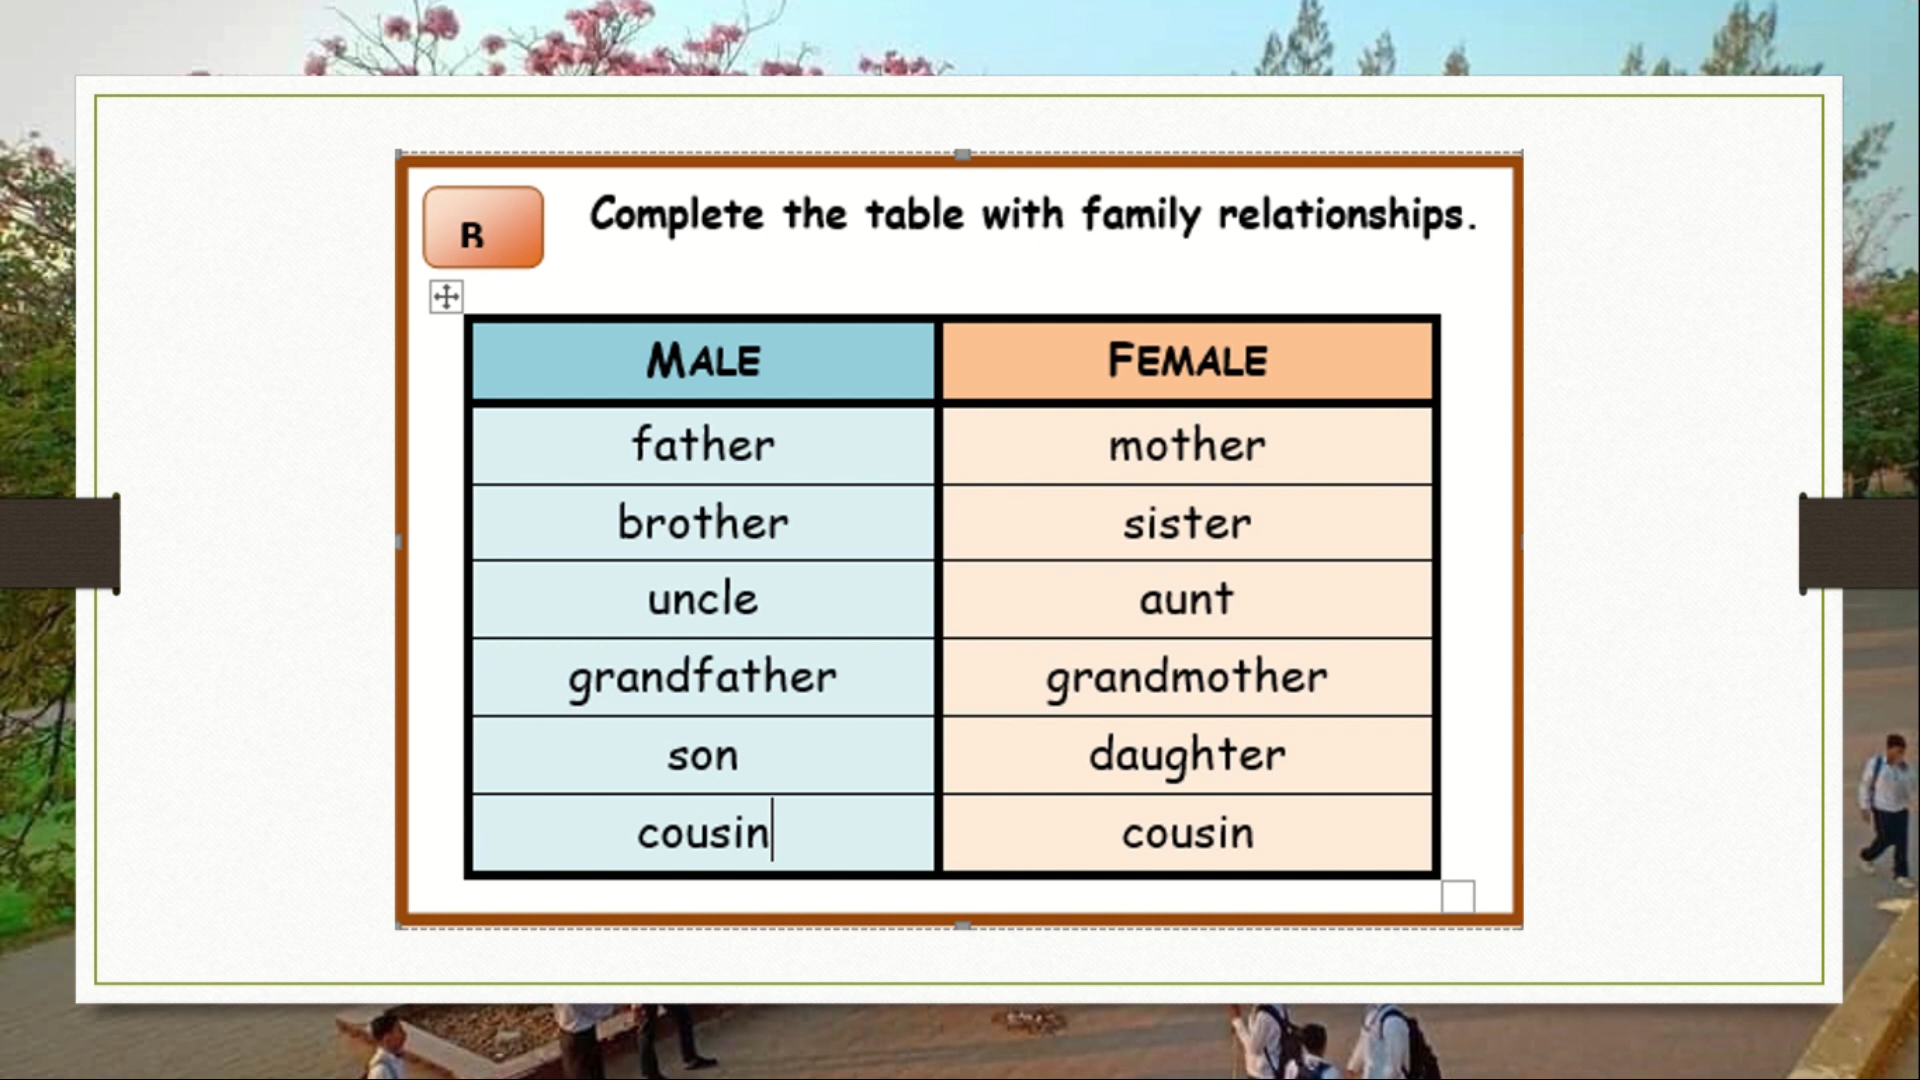 B
Complete the table with family relationships.
MALE FEMALE
father mother
brother sister
uncle aunt
grandfather grandmother
son daughter
cousin cousin